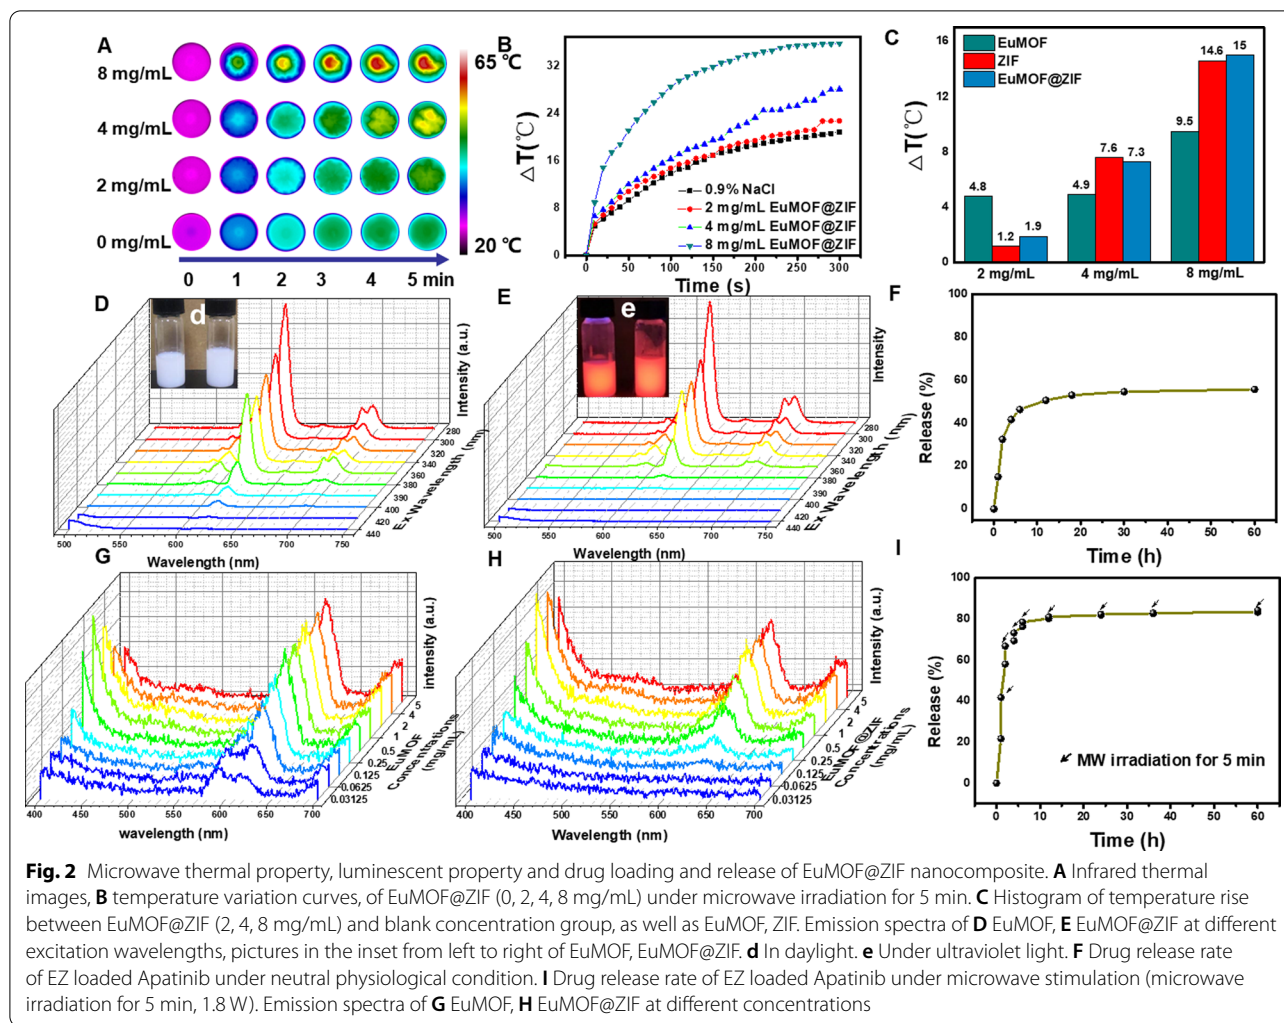 A
8 mg/mL
4 mg/mL
2 mg/mL
0 mg/mL
0 1 2 3 4 5 min
65 ℃
20 ℃
B
△T(℃)
32
24
16
8
0
0.9% NaCl
2 mg/mL EuMOF@ZIF
4 mg/mL EuMOF@ZIF
8 mg/mL EuMOF@ZIF
0 50 100 150 200 250 300
Time (s)
C
△T(℃)
16
12
8
4
0
EuMOF
ZIF
EuMOF@ZIF
4.8 1.2 1.9
4.9 7.6 7.3
9.5 14.6 15
2 mg/mL 4 mg/mL 8 mg/mL
D
d
Intensity (a.u.)
280
300
320
340
360
380
390
400
420
440
Ex Wavelength (nm)
500 550 600 650 700 750
Wavelength (nm)
E
e
Intensity
280
300
320
340
360
380
390
400
420
440
Ex Wavelength (nm)
500 550 600 650 700 750
Wavelength (nm)
F
Release (%)
100
80
60
40
20
0
0 10 20 30 40 50 60
Time (h)
G
intensity (a.u.)
5
4
2
1
0.5
0.25
0.125
0.0625
0.03125
EuMOF
Concentrations
(mg/mL)
400 450 500 550 600 650 700
wavelength (nm)
H
Intensity (a.u.)
5
4
2
1
0.5
0.25
0.125
0.0625
0.03125
EuMOF@ZIF
Concentrations
(mg/mL)
400 450 500 550 600 650 700
Wavelength (nm)
I
Release (%)
100
80
60
40
80
0
MW irradiation for 5 min
0 10 20 30 40 50 60
Time (h)
Fig. 2 Microwave thermal property, luminescent property and drug loading and release of EuMOF@ZIF nanocomposite. A Infrared thermal
images, B temperature variation curves, of EuMOF@ZIF (0, 2, 4, 8 mg/mL) under microwave irradiation for 5 min. C Histogram of temperature rise
between EuMOF@ZIF (2, 4, 8 mg/mL) and blank concentration group, as well as EuMOF, ZIF. Emission spectra of D EuMOF, E EuMOF@ZIF at different
excitation wavelengths, pictures in the inset from left to right of EuMOF, EuMOF@ZIF. d In daylight. e Under ultraviolet light. F Drug release rate
of EZ loaded Apatinib under neutral physiological condition. I Drug release rate of EZ loaded Apatinib under microwave stimulation (microwave
irradiation for 5 min, 1.8 W). Emission spectra of G EuMOF, H EuMOF@ZIF at different concentrations